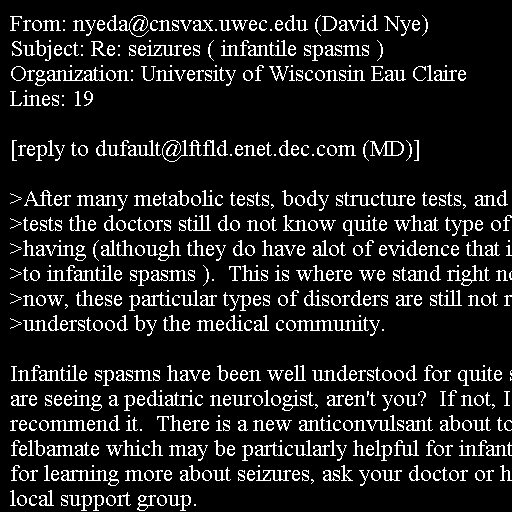 From: nyeda@cnsvax.uwec.edu (David Nye)
Subject: Re: seizures ( infantile spasms )
Organization: University of Wisconsin Eau Claire
Lines: 19

[reply to dufault@lftfld.enet.dec.com (MD)]

>After many metabolic tests, body structure tests, and
>tests the doctors still do not know quite what type of
>having (although they do have alot of evidence that
>to infantile spasms ).  This is where we stand right
>now, these particular types of disorders are still not
>understood by the medical community.

Infantile spasms have been well understood for quite
are seeing a pediatric neurologist, aren't you?  If not, I
recommend it.  There is a new anticonvulsant about
felbamate which may be particularly helpful for
for learning more about seizures, ask your doctor or
local support group.